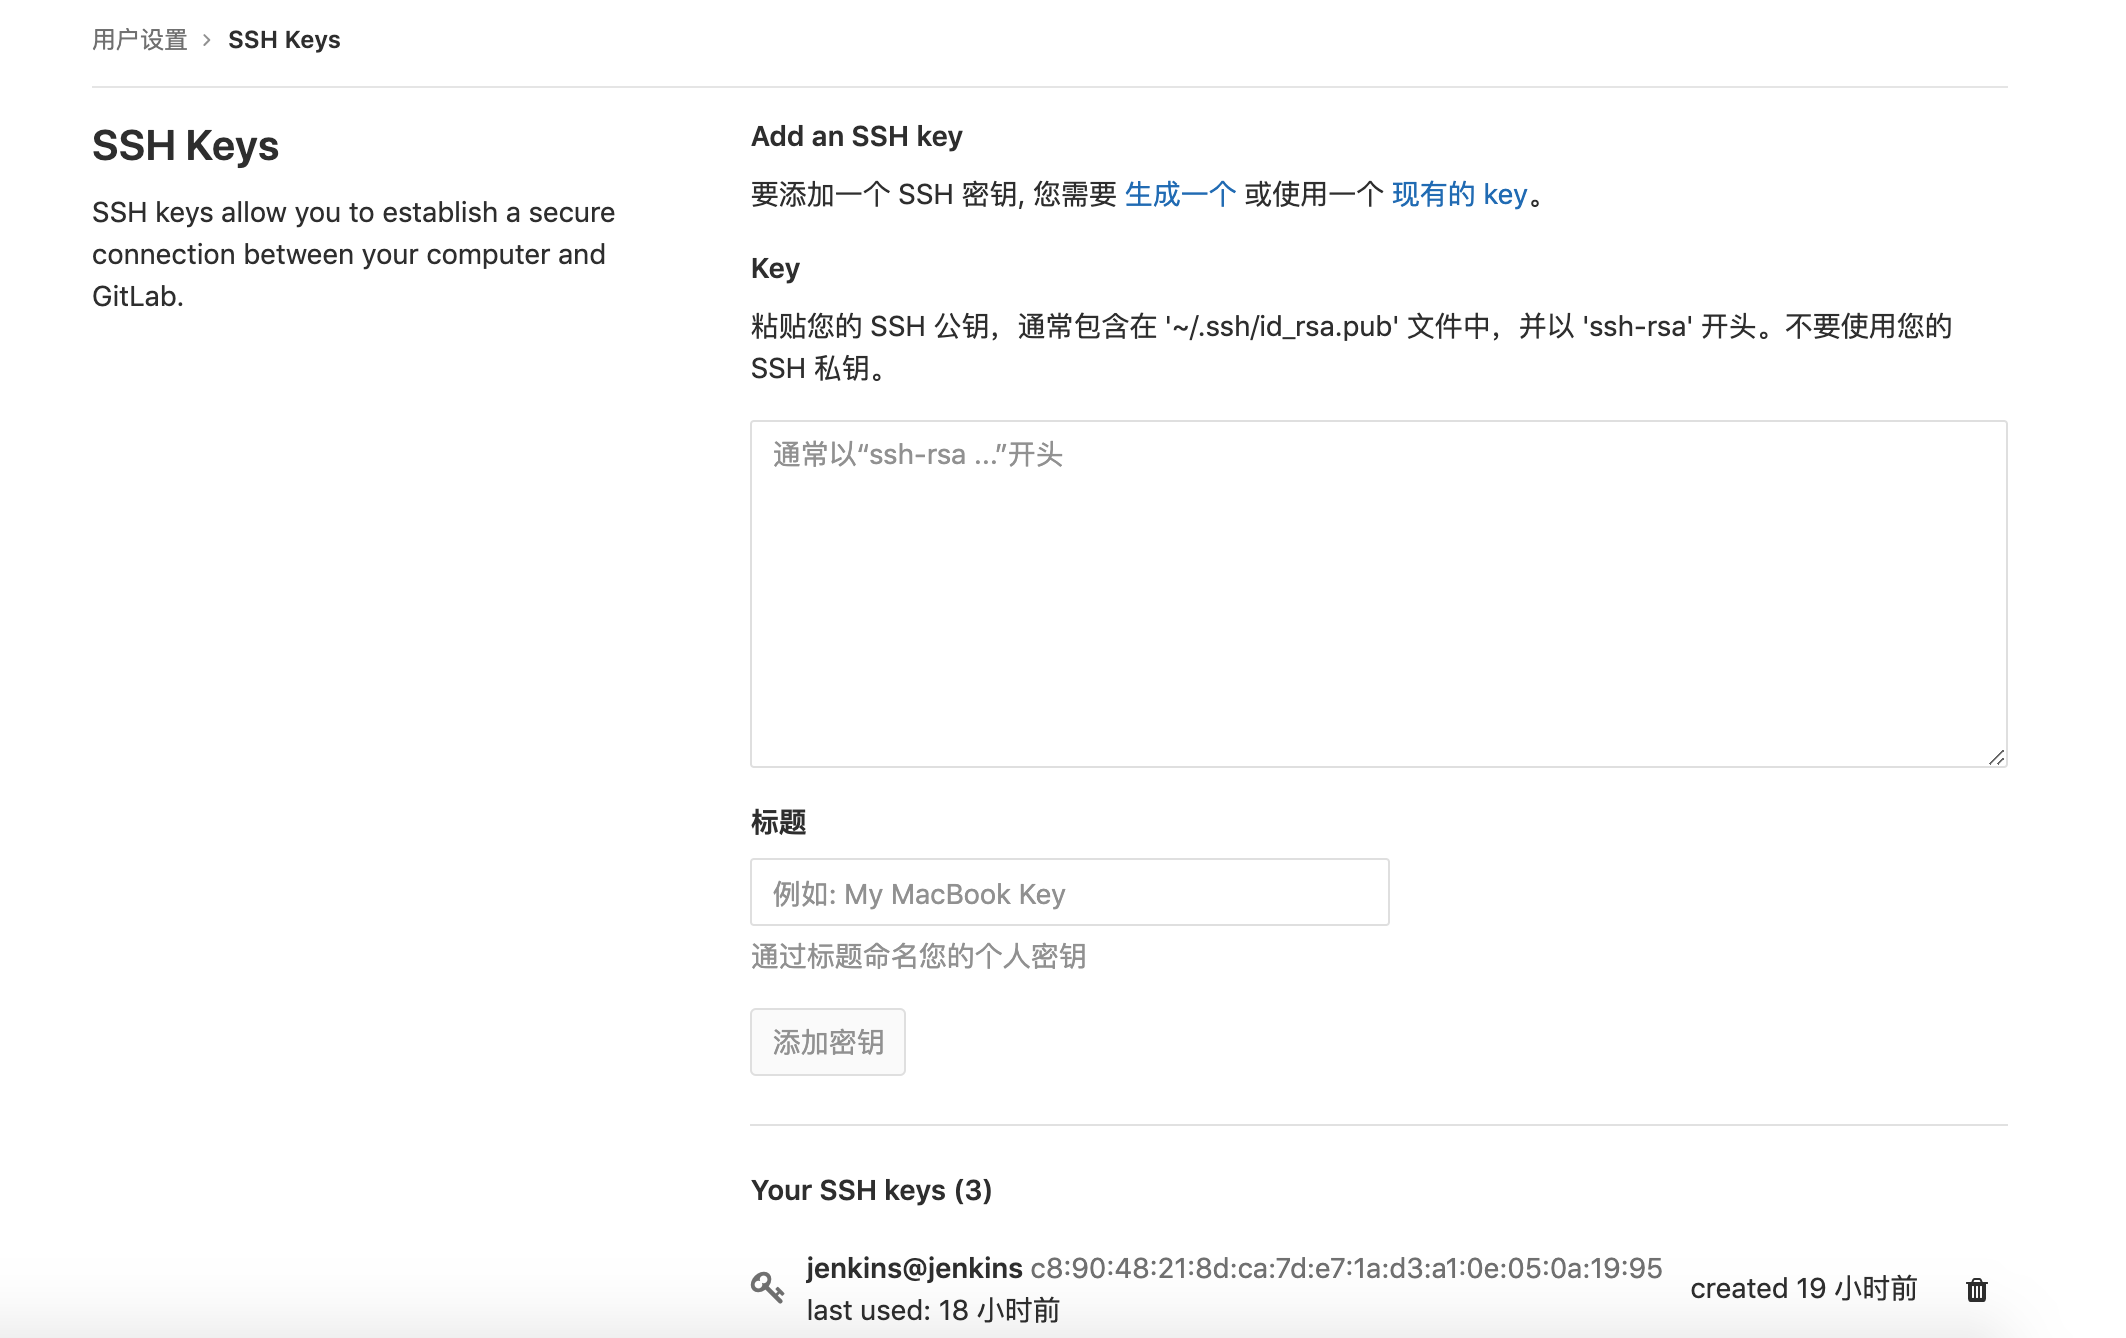 用户设置 › SSH Keys
SSH Keys
SSH keys allow you to establish a secure
connection between your computer and
GitLab.
Add an SSH key
要添加一个 SSH 密钥, 您需要 生成一个 或使用一个 现有的 key。
Key
粘贴您的 SSH 公钥，通常包含在 '~/.ssh/id_rsa.pub' 文件中，并以 'ssh-rsa' 开头。不要使用您的
SSH 私钥。
通常以“ssh-rsa ...”开头
标题
例如: My MacBook Key
通过标题命名您的个人密钥
添加密钥
Your SSH keys (3)
jenkins@jenkins c8:90:48:21:8d:ca:7d:e7:1a:d3:a1:0e:05:0a:19:95
last used: 18 小时前
created 19 小时前